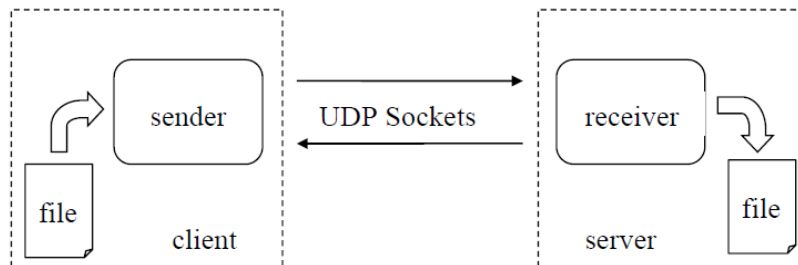 sender
UDP Sockets
receiver
file
client
server
file